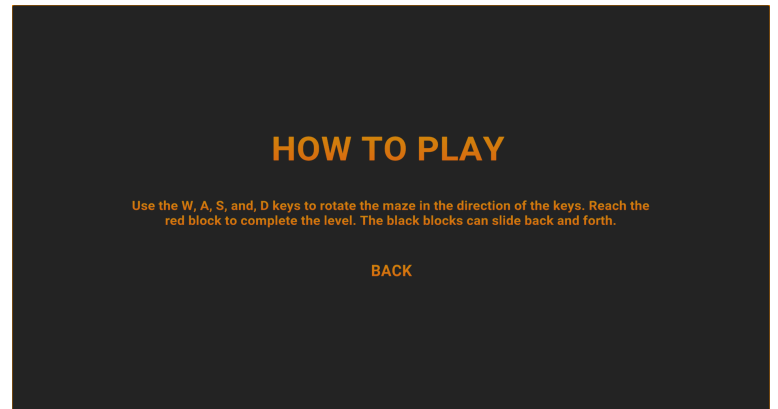 HOW TO PLAY
Use the W, A, S, and, D keys to rotate the maze in the direction of the keys. Reach the
red block to complete the level. The black blocks can slide back and forth.
BACK